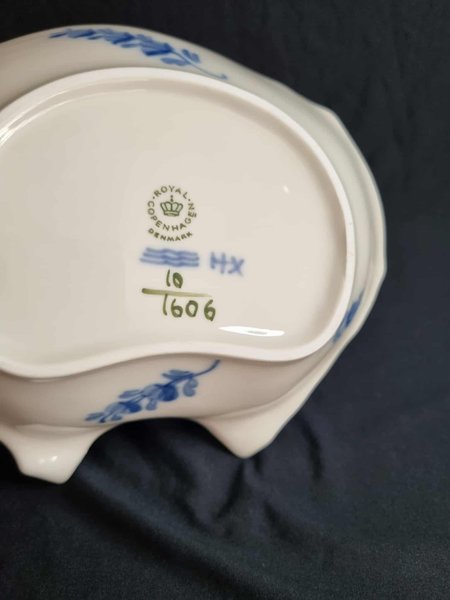 ROYAL
COPENHAGEN
DENMARK
HX
10
1606